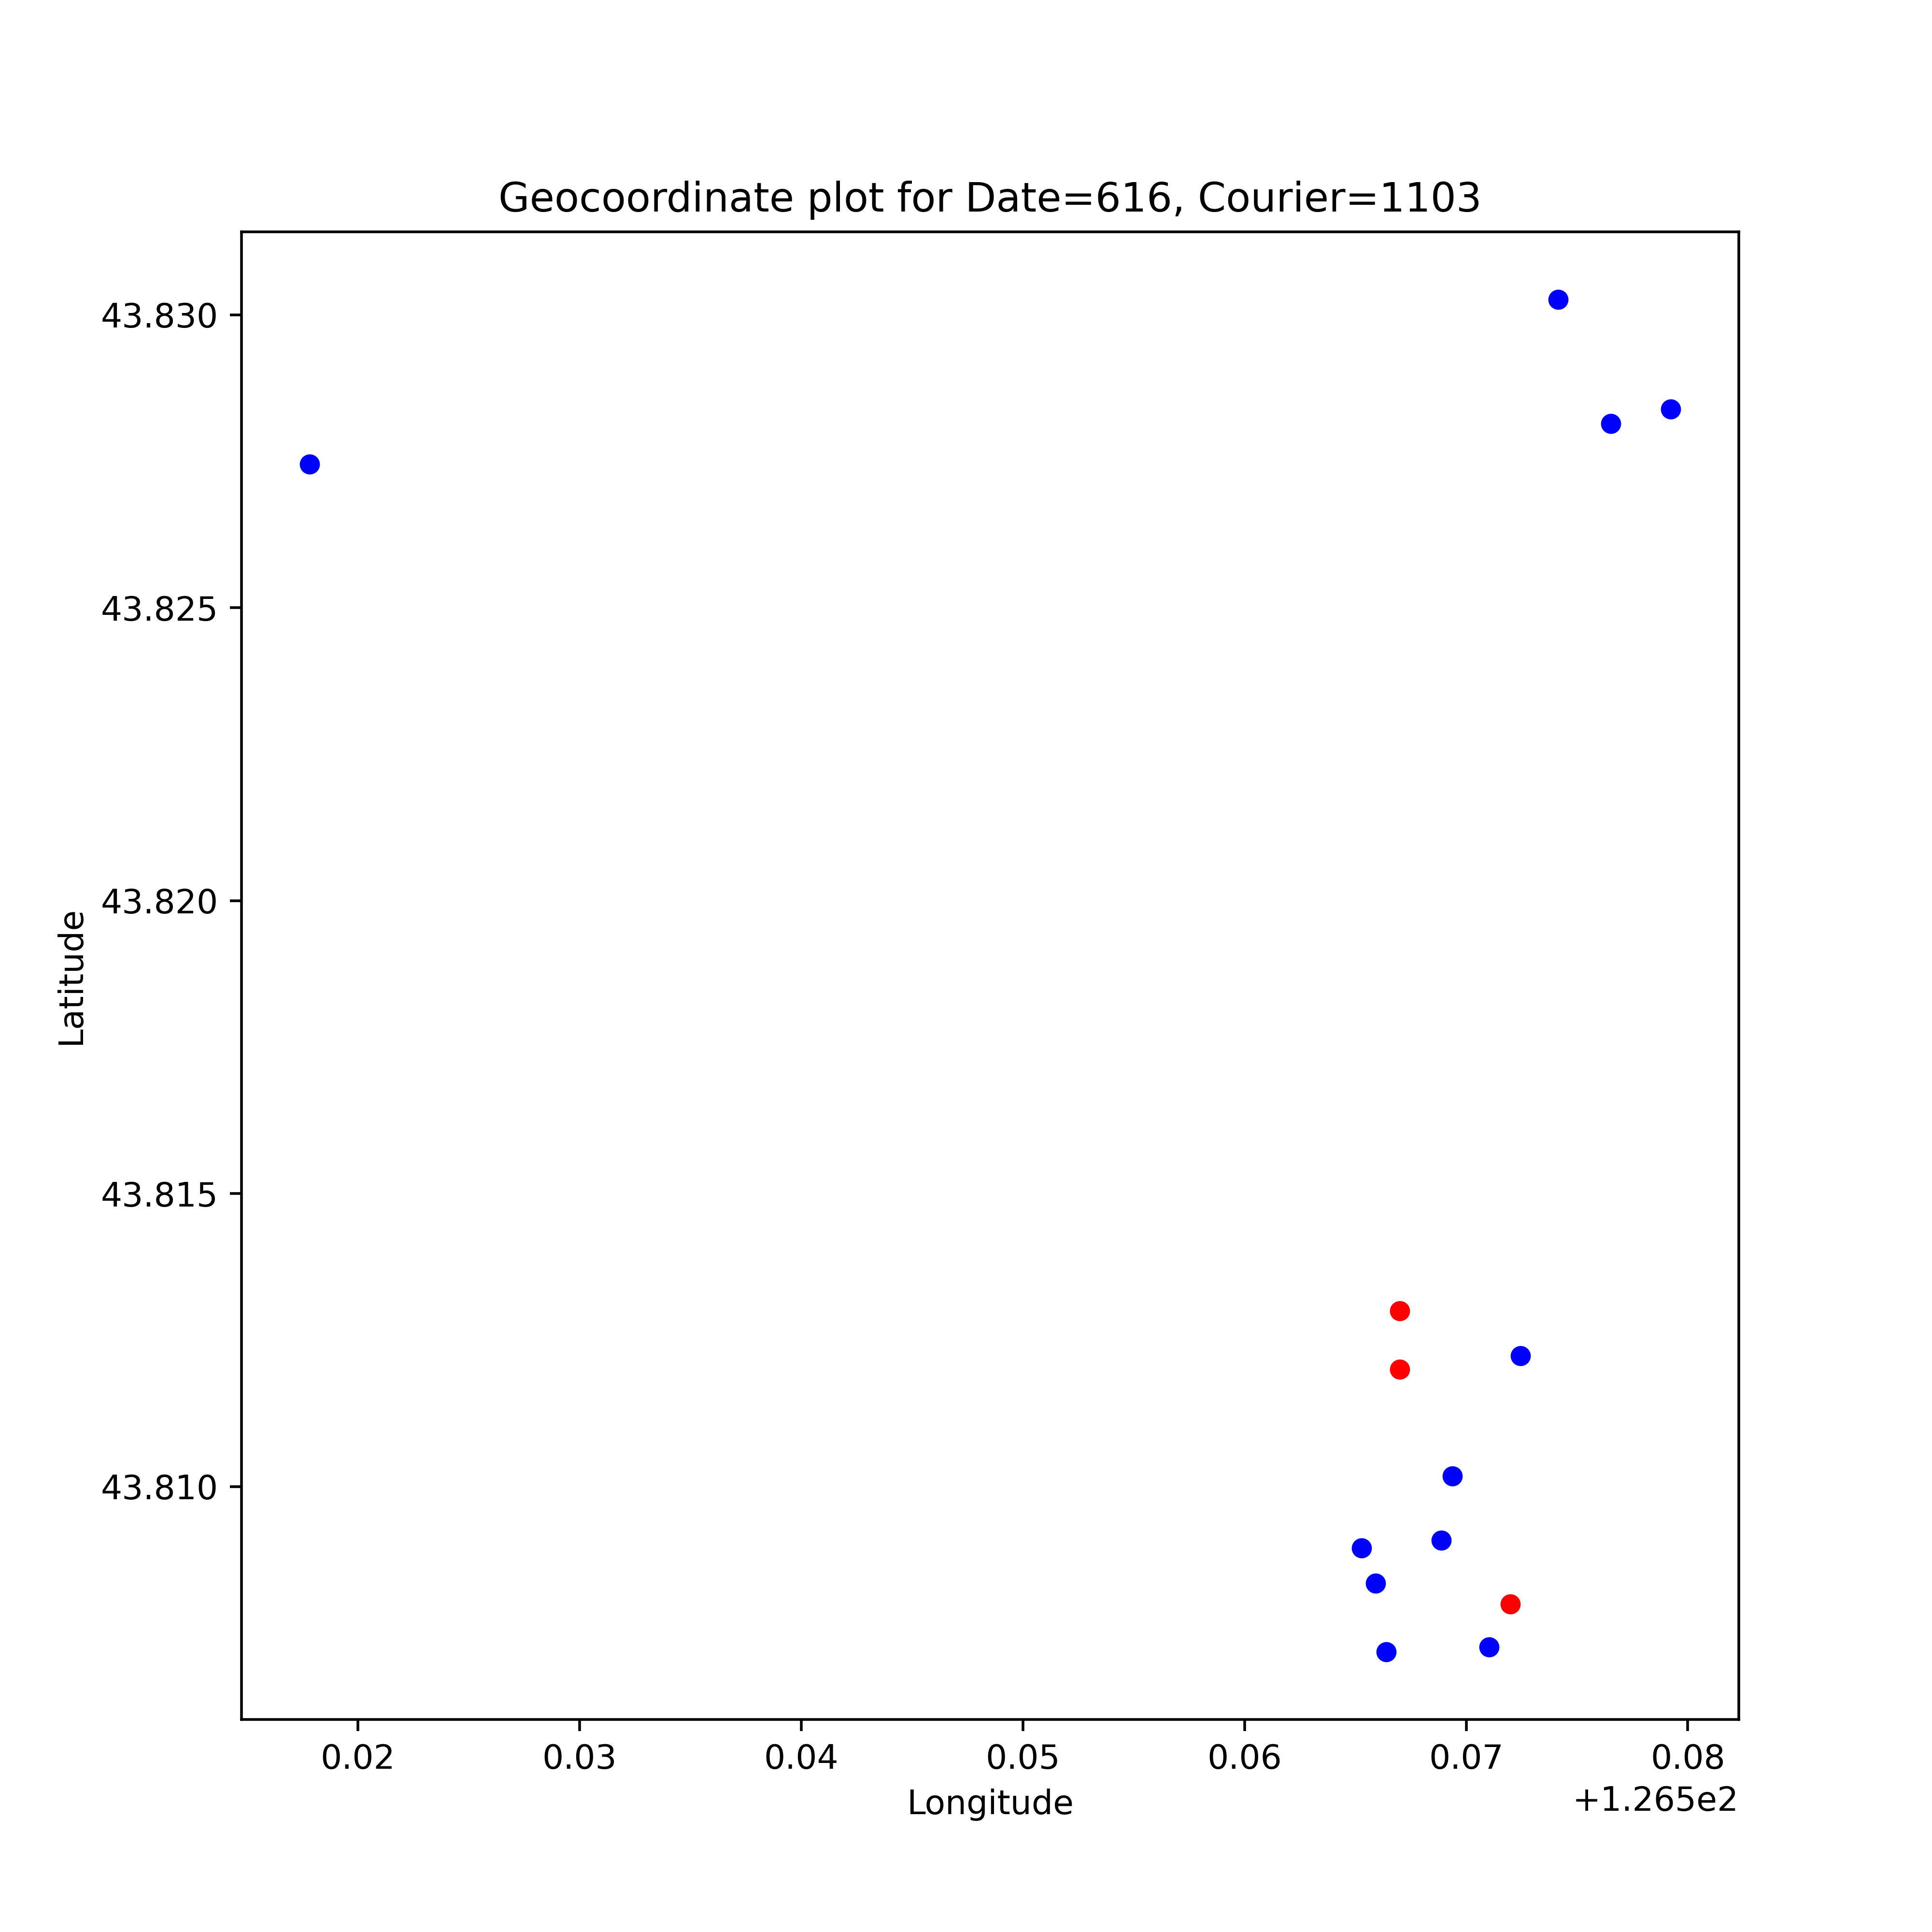 Geocoordinate plot for Date=616, Courier=1103
43.830
43.825
43.820
43.815
43.810
Latitude
0.02 0.03 0.04 0.05 0.06 0.07 0.08
Longitude
+1.265e2